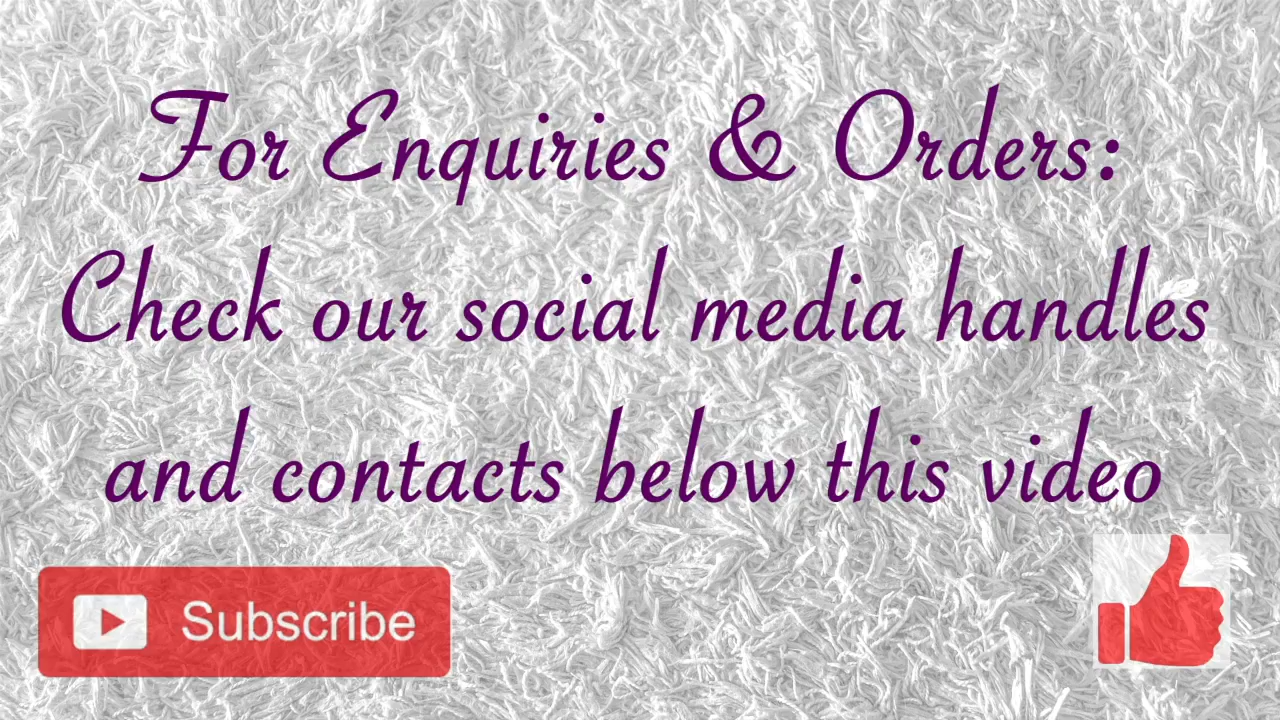 For Enquiries & Orders:
Check our social media handles
and contacts below this video
Subscribe